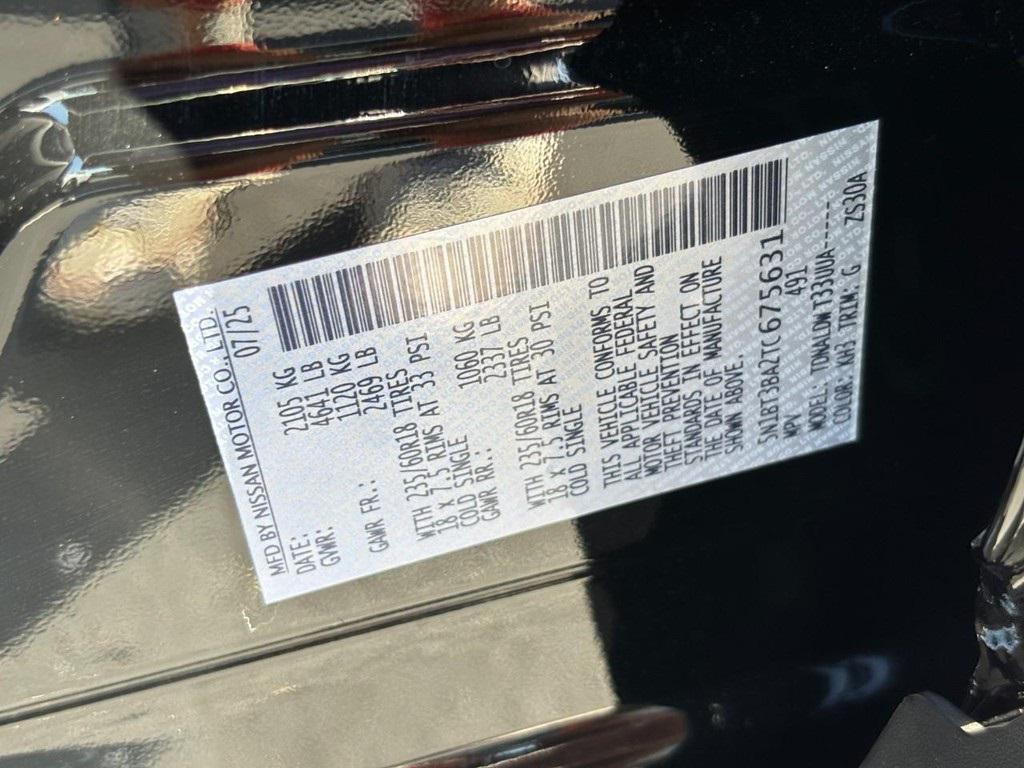 MFD BY NISSAN MOTOR CO., LTD.
DATE: 07/25
GVWR: 2105 KG
4641 LB
GAWR FR.: 1120 KG
2469 LB
WITH 235/60R18 TIRES
18 X 7.5 RIMS AT 33 PSI
COLD SINGLE
GAWR RR.: 1060 KG
2337 LB
WITH 235/60R18 TIRES
18 X 7.5 RIMS AT 30 PSI
COLD SINGLE
THIS VEHICLE CONFORMS TO
ALL APPLICABLE FEDERAL
MOTOR VEHICLE SAFETY AND
THEFT PREVENTION
STANDARDS IN EFFECT ON
THE DATE OF MANUFACTURE
SHOWN ABOVE.
5N1BT3BA2TC675631
MPV 491
MODEL: TDNALDWT33UUA------
COLOR: KH3 TRIM: G ZS30A